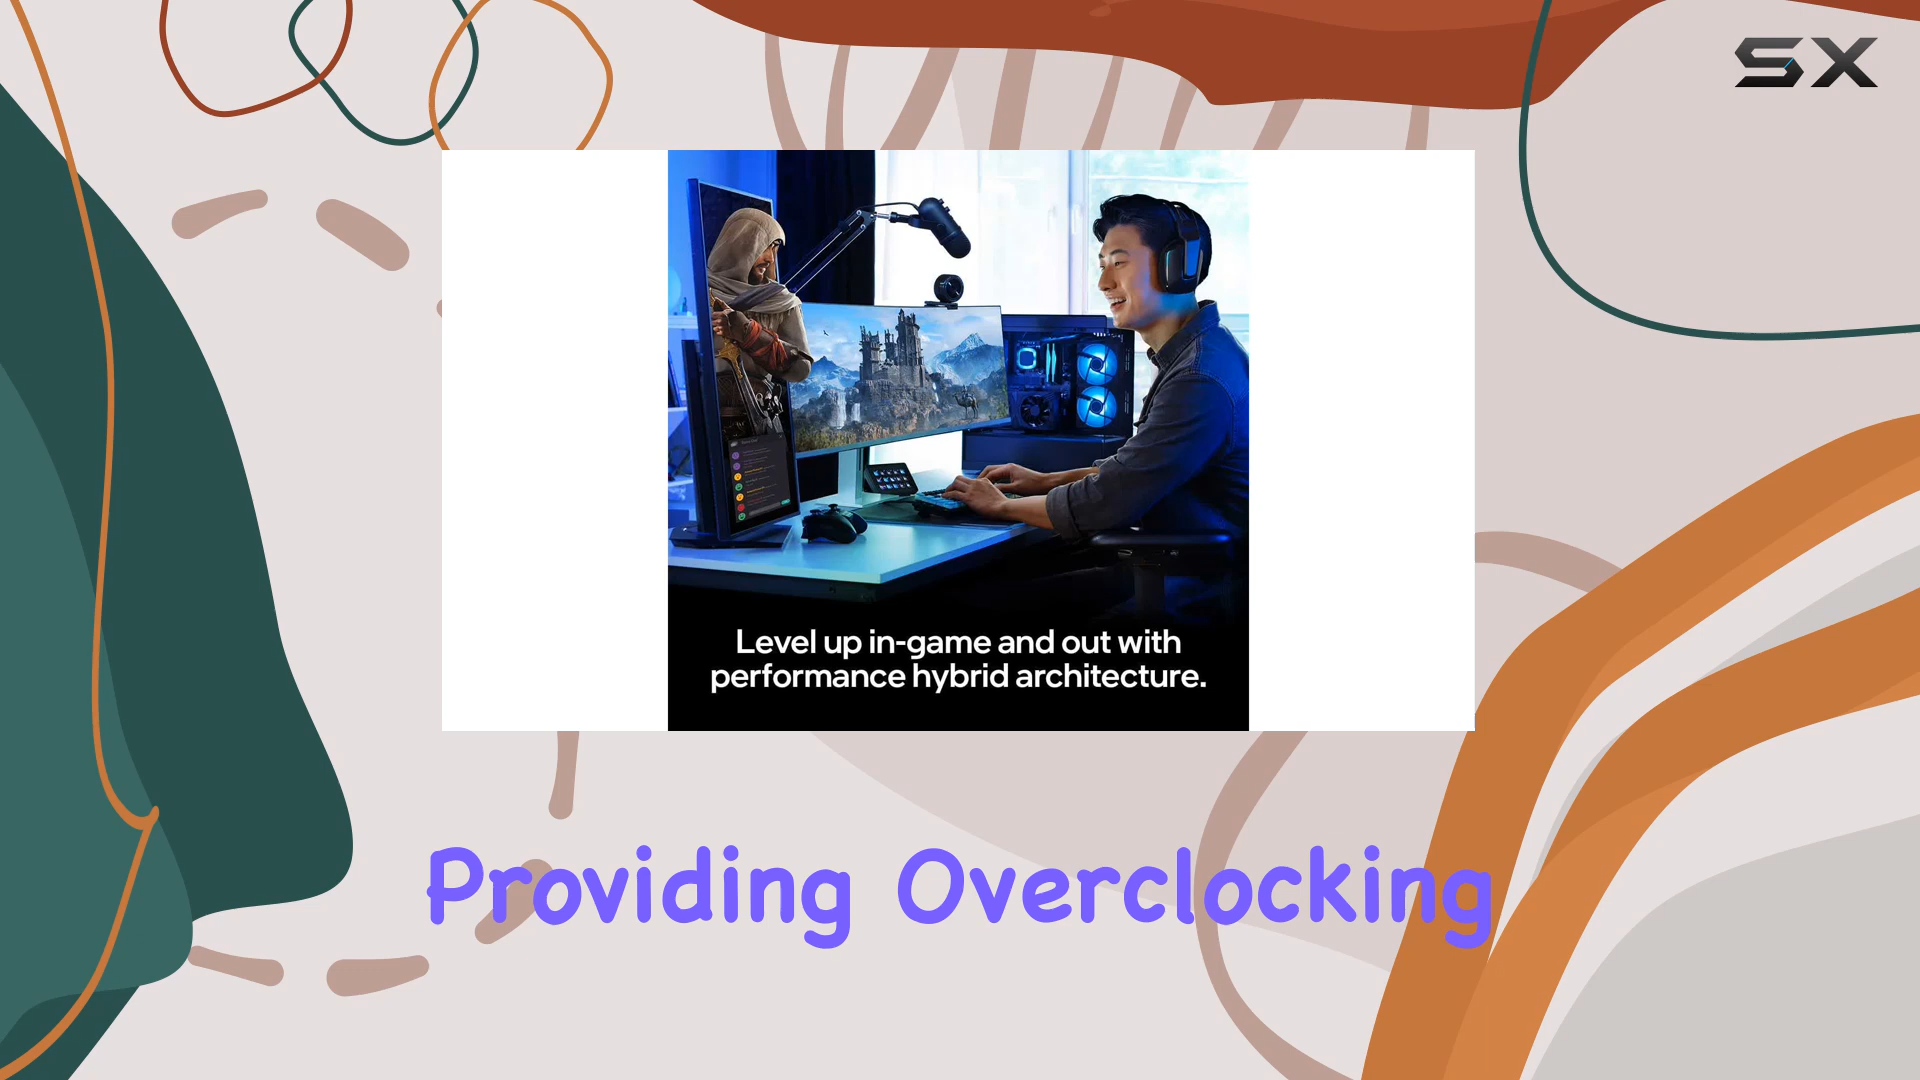 SX
Level up in-game and out with
performance hybrid architecture.
Providing Overclocking